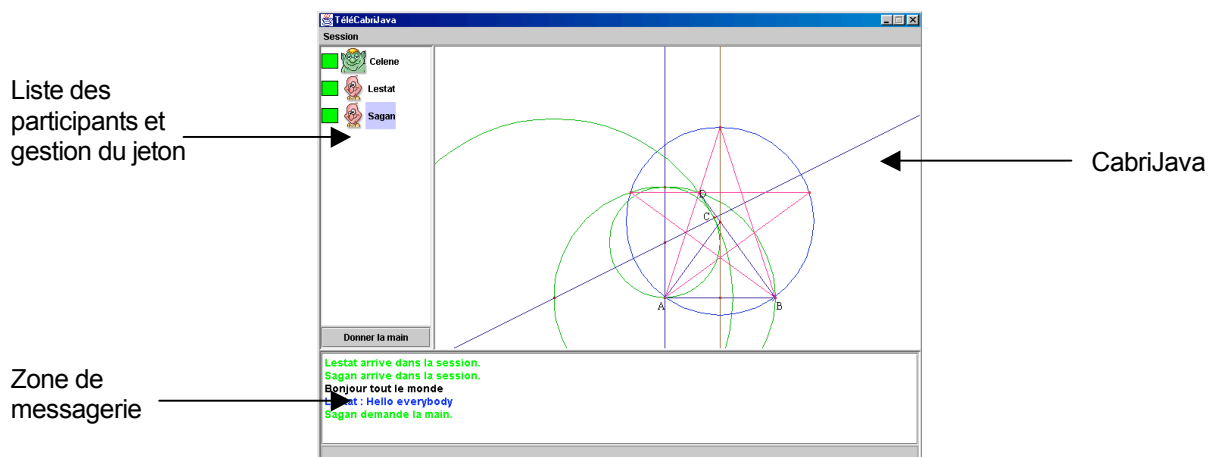 TéléCabriJava
Session
Celene
Lestat
Sagan
Donner la main
D
C
A
B
Lestat arrive dans la session.
Sagan arrive dans la session.
Bonjour tout le monde
Lestat : Hello everybody
Sagan demande la main.
Liste des
participants et
gestion du jeton
Zone de
messagerie
CabriJava